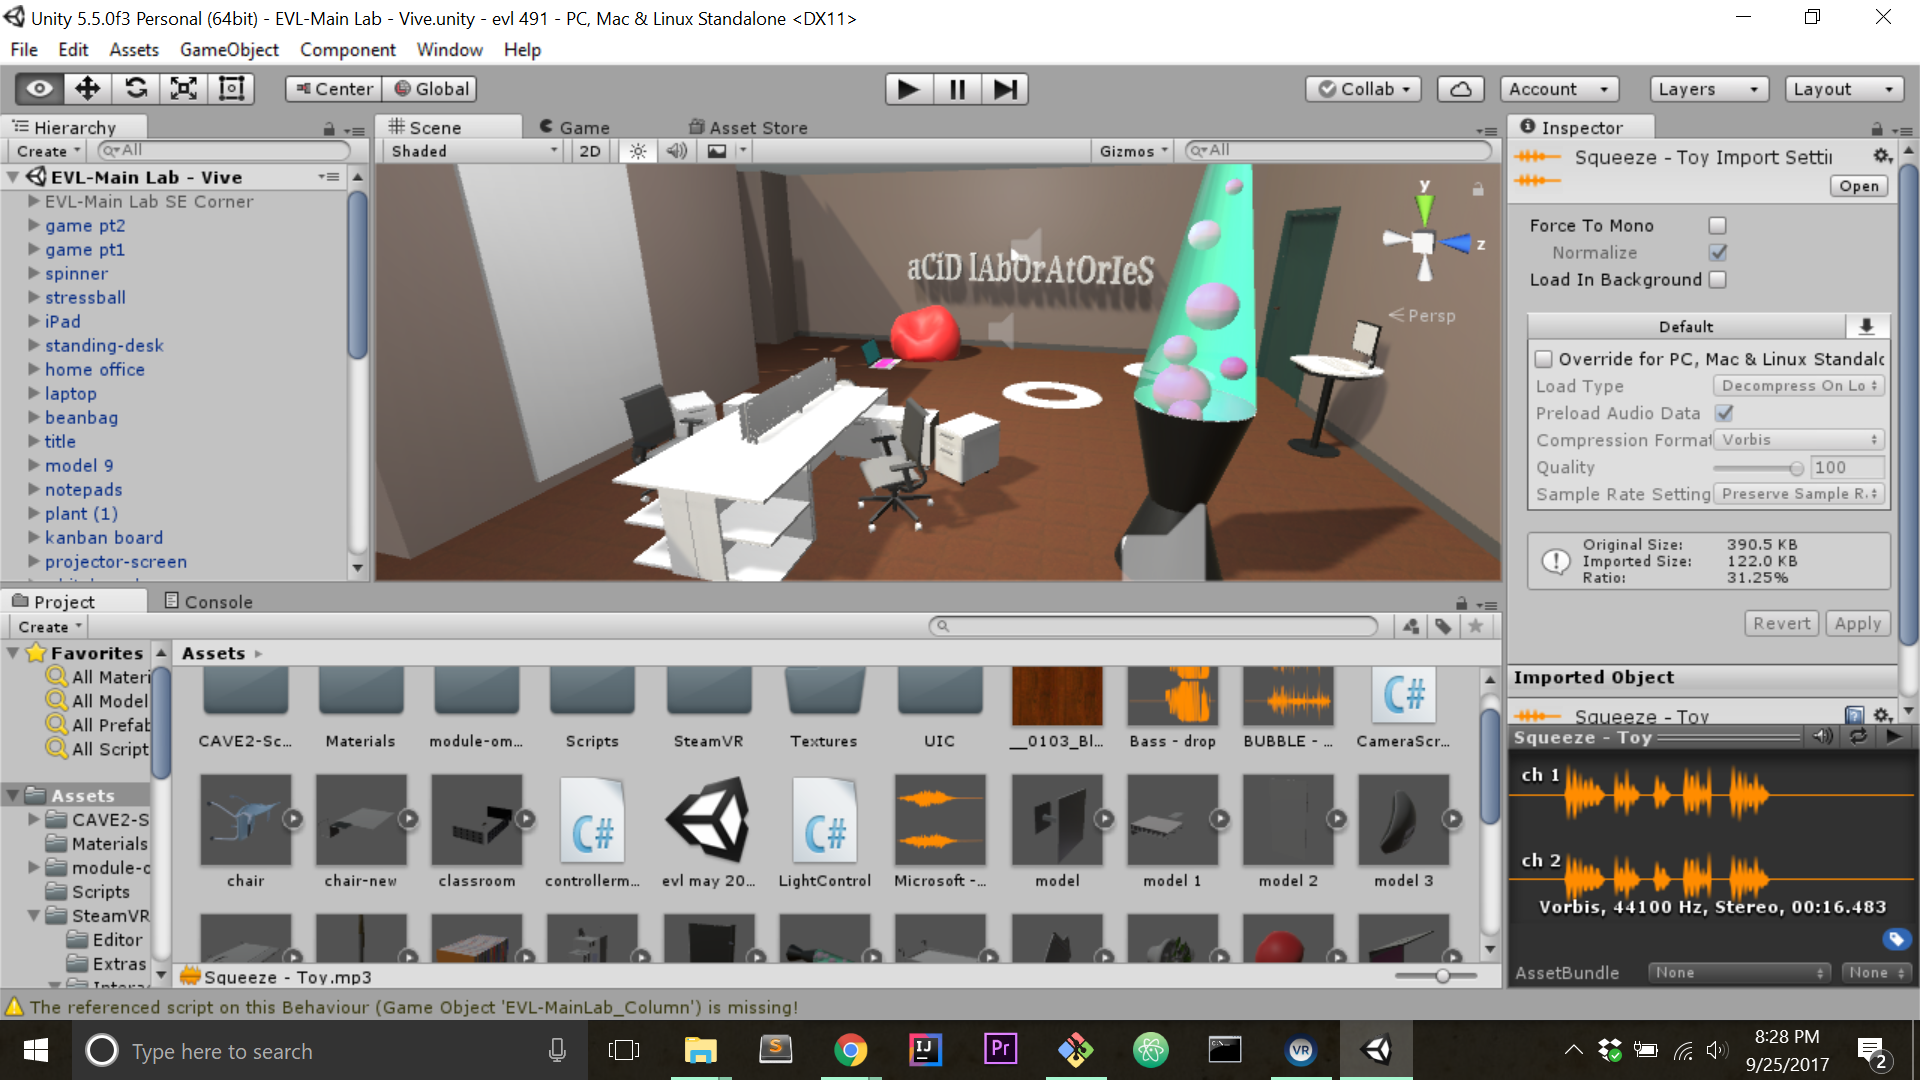 Unity 5.5.0f3 Personal (64bit) - EVL-Main Lab - Vive.unity - evl 491 - PC, Mac & Linux Standalone <DX11>
File Edit Assets GameObject Component Window Help
Center Global Collab Account Layers Layout
Hierarchy
Create All
EVL-Main Lab - Vive
EVL-Main Lab SE Corner
game pt2
game pt1
spinner
stressball
iPad
standing-desk
home office
laptop
beanbag
title
model 9
notepads
plant (1)
kanban board
projector-screen
Scene Game Asset Store
Shaded 2D Gizmos All
aCiD lAbOrAtOrIeS
y
z
Persp
Inspector
Squeeze - Toy Import Setti
Open
Force To Mono
Normalize
Load In Background
Default
Override for PC, Mac & Linux Standalc
Load Type Decompress On Lo
Preload Audio Data
Compression Format Vorbis
Quality 100
Sample Rate Setting Preserve Sample R.
Original Size: 390.5 KB
Imported Size: 122.0 KB
Ratio: 31.25%
Revert Apply
Imported Object
Squeeze - Toy
Squeeze - Toy
ch 1
ch 2
Vorbis, 44100 Hz, Stereo, 00:16.483
AssetBundle None None
Project Console
Create
Favorites
All Materi
All Model
All Prefab
All Script
Assets
CAVE2-S
Materials
module-o
Scripts
SteamVR
Editor
Extras
Assets
CAVE2-Sc... Materials module-om... Scripts SteamVR Textures UIC __0103_Bl... Bass - drop BUBBLE - ... CameraScr...
C#
chair chair-new classroom controllerm... evl may 20... LightControl Microsoft -... model model 1 model 2 model 3
C# C#
Squeeze - Toy.mp3
The referenced script on this Behaviour (Game Object 'EVL-MainLab_Column') is missing!
Type here to search
S IJ Pr VR
8:28 PM
9/25/2017
2